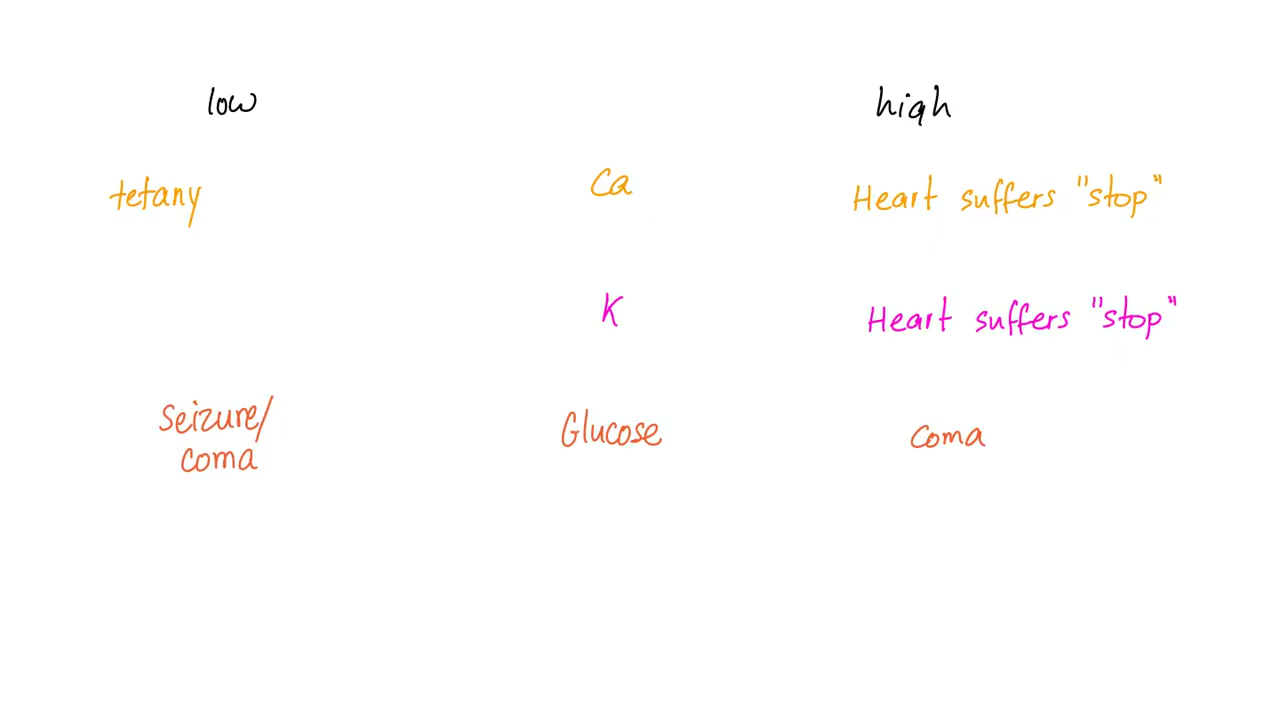 low high
tetany Ca Heart suffers "stop"
K Heart suffers "stop"
Seizure/
coma Glucose coma